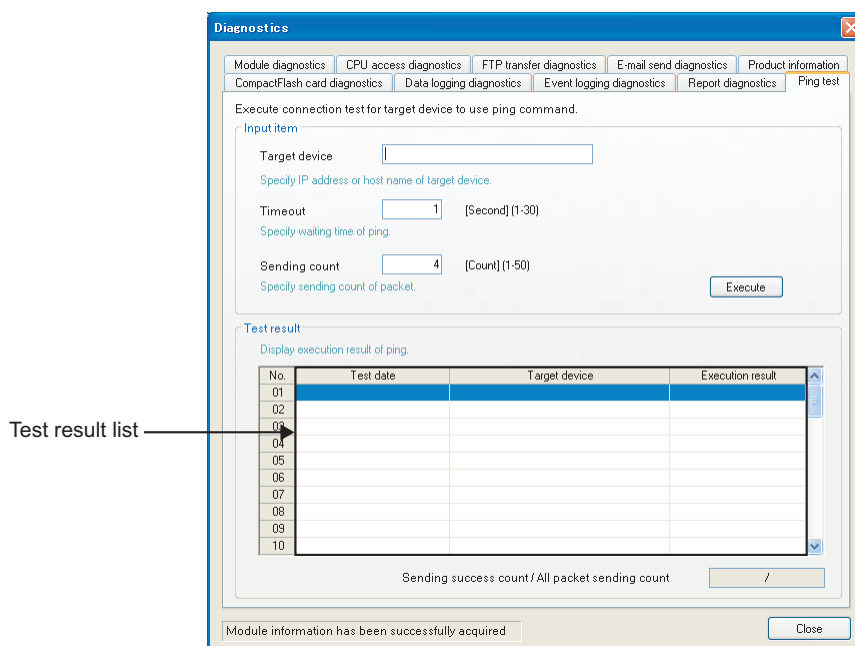 Diagnostics
Module diagnostics CPU access diagnostics FTP transfer diagnostics E-mail send diagnostics Product information
CompactFlash card diagnostics Data logging diagnostics Event logging diagnostics Report diagnostics Ping test
Execute connection test for target device to use ping command.
Input item
Target device
Specify IP address or host name of target device.
Timeout 1 [Second] (1-30)
Specify waiting time of ping.
Sending count 4 [Count] (1-50)
Specify sending count of packet.
Execute
Test result
Display execution result of ping.
No. Test date Target device Execution result
01
02
Test result list 03
04
05
06
07
08
09
10
Sending success count / All packet sending count /
Module information has been successfully acquired
Close